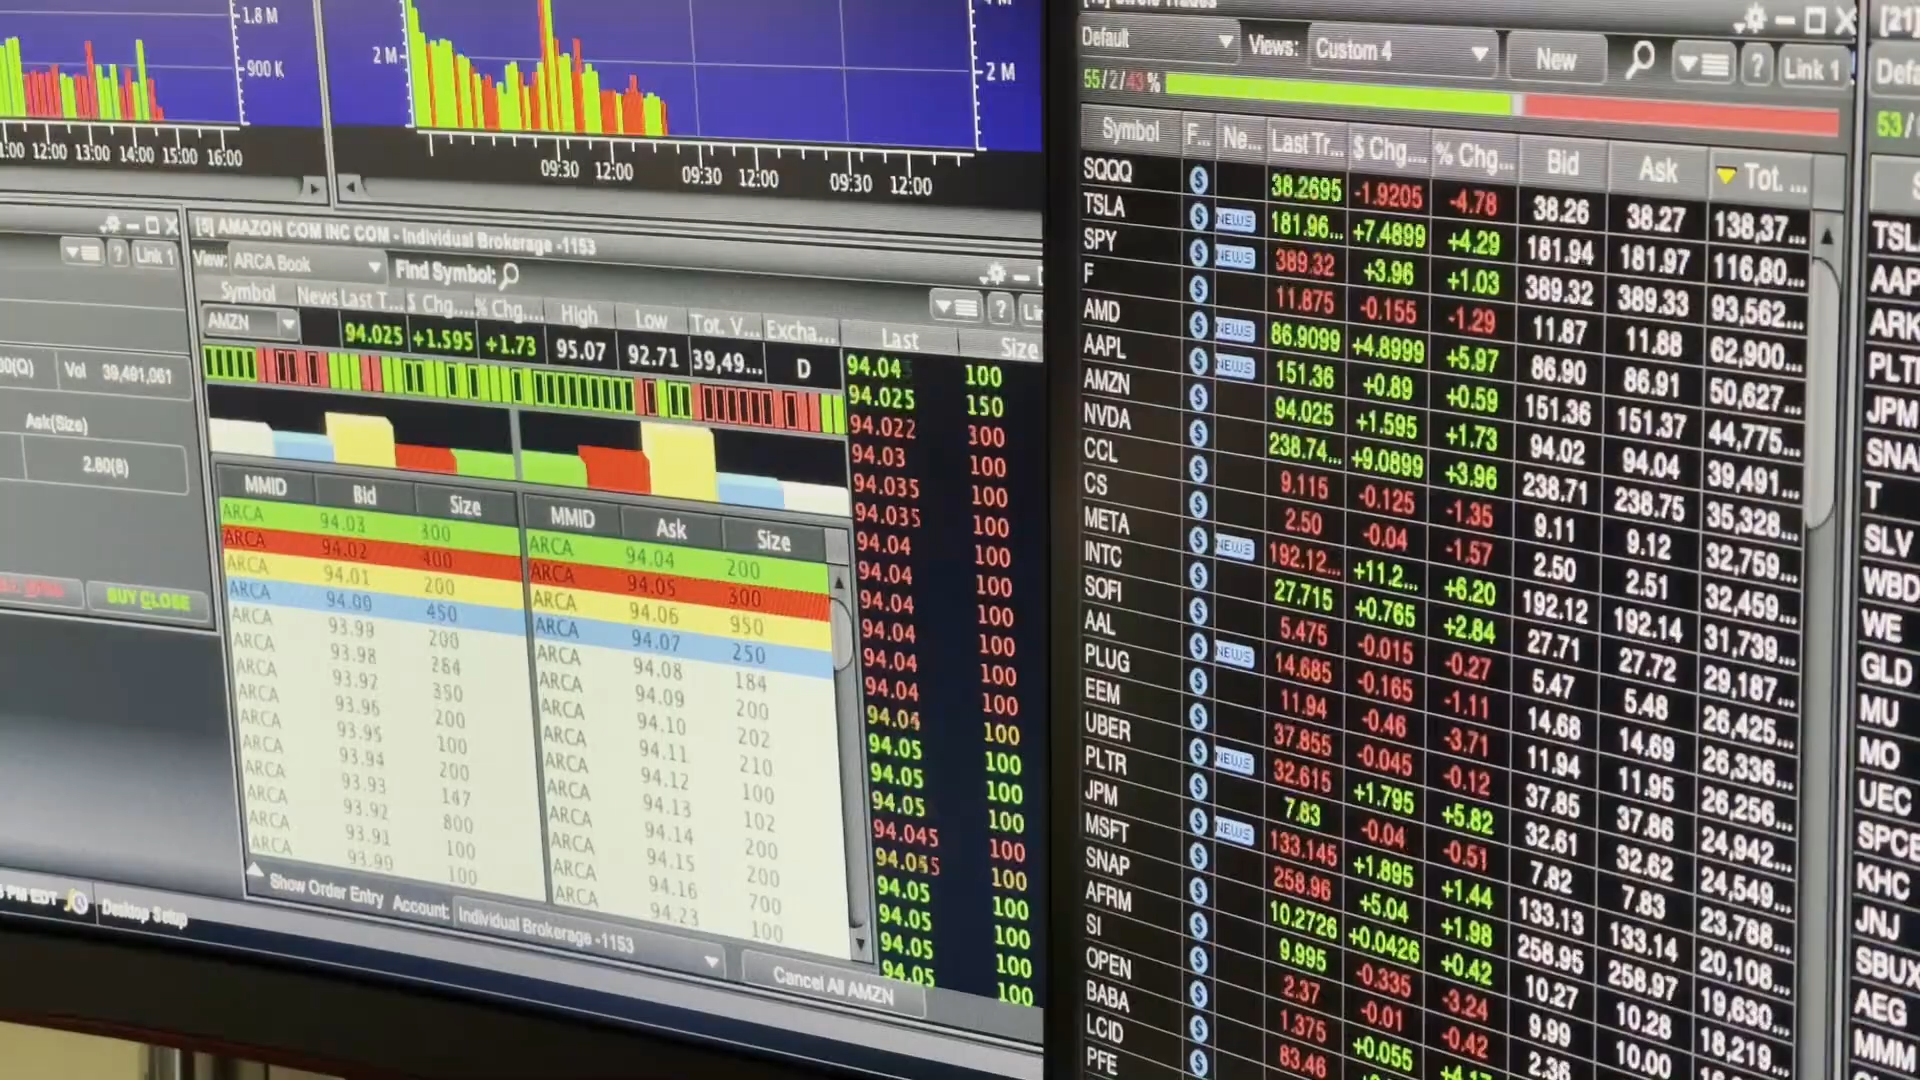 1.8 M
900 K
1:00 12:00 13:00 14:00 15:00 16:00
2 M
2 M
09:30 12:00 09:30 12:00 09:30 12:00
Link 1
Vol 39,491,061
Ask(Size)
2.80(8)
BUY CLOSE
PM EDT
Desktop Setup
[5] AMAZON COM INC COM - Individual Brokerage -1153
View: ARCA Book Find Symbol:
Symbol News Last T... $ Chg.... % Chg.... High Low Tot. V... Excha...
AMZN 94.025 +1.595 +1.73 95.07 92.71 39,49... D
MMID Bid Size
ARCA 94.03 300
ARCA 94.02 400
ARCA 94.01 200
ARCA 94.00 450
ARCA 93.99 200
ARCA 93.98 284
ARCA 93.97 350
ARCA 93.96 200
ARCA 93.95 100
ARCA 93.94 200
ARCA 93.93 147
ARCA 93.92 800
ARCA 93.91 100
ARCA 93.90 100
MMID Ask Size
ARCA 94.04 200
ARCA 94.05 300
ARCA 94.06 950
ARCA 94.07 250
ARCA 94.08 184
ARCA 94.09 200
ARCA 94.10 202
ARCA 94.11 210
ARCA 94.12 100
ARCA 94.13 102
ARCA 94.14 200
ARCA 94.15 200
ARCA 94.16 700
ARCA 94.23 100
Show Order Entry Account: Individual Brokerage -1153
Cancel All AMZN
Last Size
94.04 100
94.025 150
94.022 300
94.03 100
94.035 100
94.035 100
94.04 100
94.04 100
94.04 100
94.04 100
94.04 100
94.04 100
94.04 100
94.05 100
94.05 100
94.05 100
94.045 100
94.055 100
94.05 100
94.05 100
94.05 100
94.05 100
Default Views: Custom 4 New ? Link 1
55/2/43 %
Symbol F... Ne... Last Tr... $ Chg.... % Chg... Bid Ask Tot. ...
SQQQ 38.2695 -1.9205 -4.78 38.26 38.27 138,37...
TSLA NEWS 181.96... +7.4899 +4.29 181.94 181.97 116,80...
SPY NEWS 389.32 +3.96 +1.03 389.32 389.33 93,562...
F 11.875 -0.155 -1.29 11.87 11.88 62,900...
AMD NEWS 86.9099 +4.8999 +5.97 86.90 86.91 50,627...
AAPL NEWS 151.36 +0.89 +0.59 151.36 151.37 44,775...
AMZN 94.025 +1.595 +1.73 94.02 94.04 39,491...
NVDA 238.74... +9.0899 +3.96 238.71 238.75 35,328...
CCL 9.115 -0.125 -1.35 9.11 9.12 32,759...
CS 2.50 -0.04 -1.57 2.50 2.51 32,459...
META NEWS 192.12... +11.2... +6.20 192.12 192.14 31,739...
INTC 27.715 +0.765 +2.84 27.71 27.72 29,187...
SOFI 5.475 -0.015 -0.27 5.47 5.48 26,425...
AAL NEWS 14.685 -0.165 -1.11 14.68 14.69 26,336...
PLUG 11.94 -0.46 -3.71 11.94 11.95 26,256...
EEM 37.855 -0.045 -0.12 37.85 37.86 24,942...
UBER NEWS 32.615 +1.795 +5.82 32.61 32.62 24,549...
PLTR 7.83 -0.04 -0.51 7.82 7.83 23,788...
JPM NEWS 133.145 +1.895 +1.44 133.13 133.14 20,108...
MSFT 258.96 +5.04 +1.98 258.95 258.97 19,630...
SNAP 10.2726 +0.0426 +0.42 10.27 10.28 18,219...
AFRM 9.995 -0.335 -3.24 9.99 10.00
SI 2.37 -0.01 -0.42 2.36
OPEN 1.375 +0.055 +4.17
BABA 83.46
LCID
PFE
[21]
Defa
53/
TSL
AAP
ARK
PLT
JPM
SNA
T
SLV
WBD
WE
GLD
MU
MO
UEC
SPCE
KHC
JNJ
SBUX
AEG
MMM